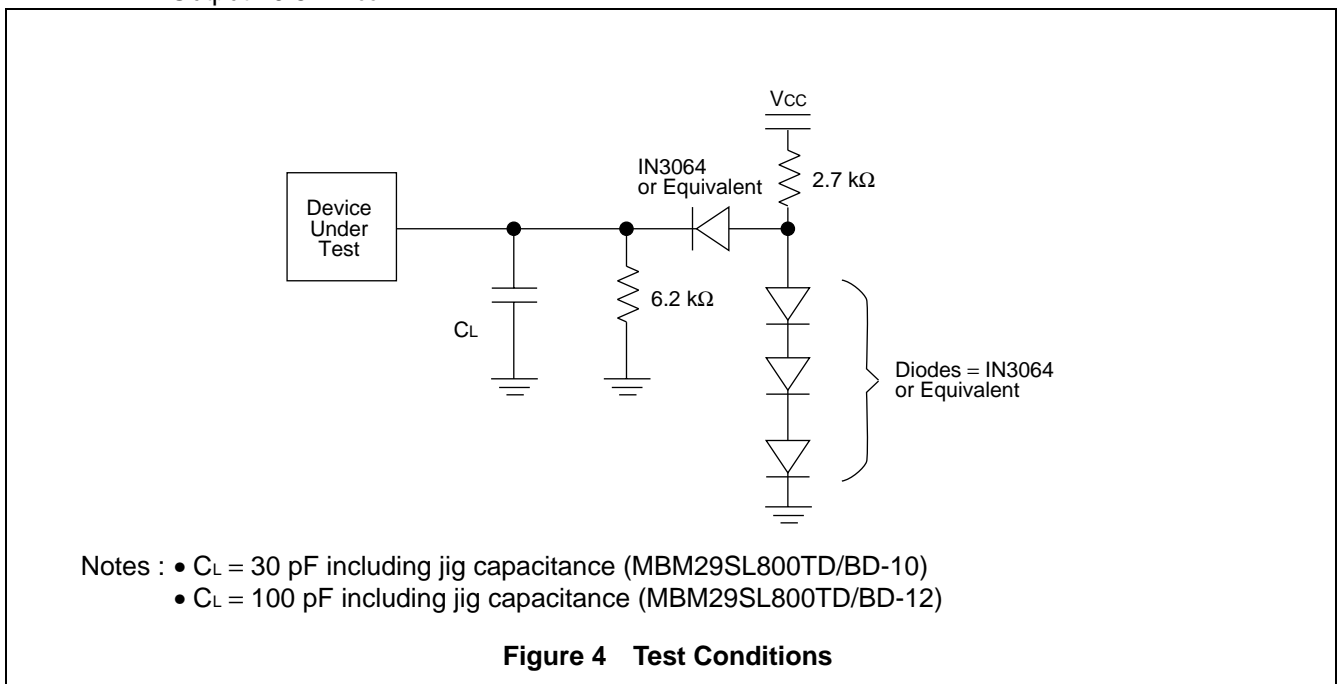 Vcc
IN3064
or Equivalent
2.7 kΩ
Device
Under
Test
6.2 kΩ
CL
Diodes = IN3064
or Equivalent
Notes : • CL = 30 pF including jig capacitance (MBM29SL800TD/BD-10)
• CL = 100 pF including jig capacitance (MBM29SL800TD/BD-12)
Figure 4 Test Conditions